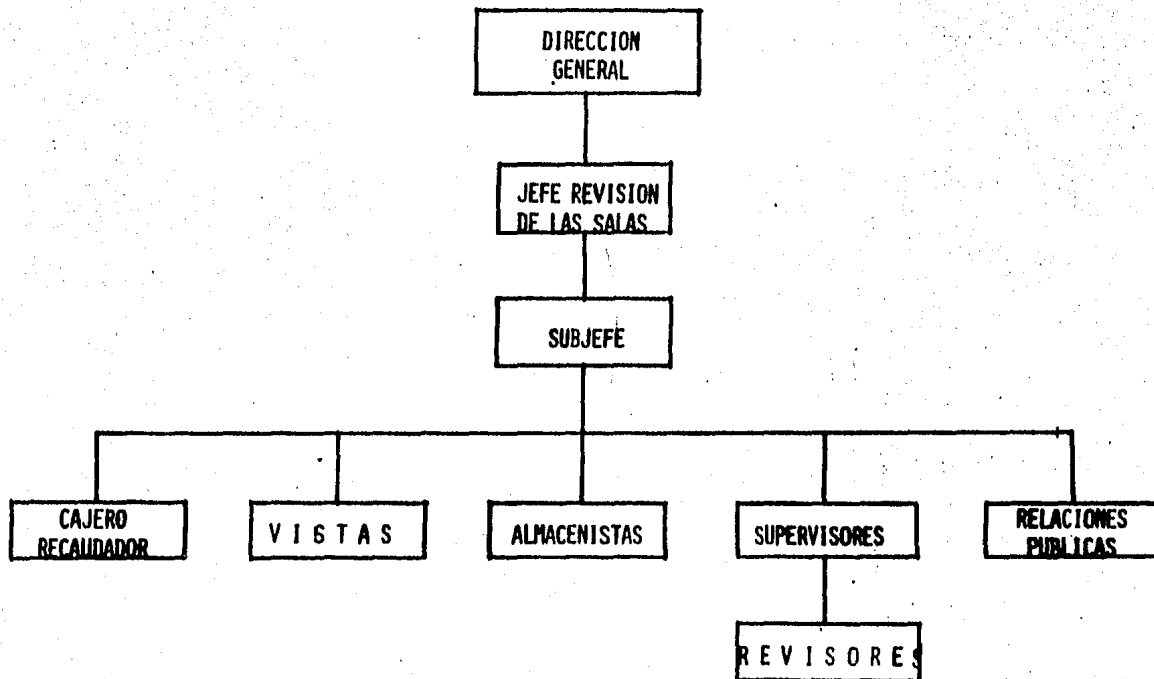 DIRECCION
GENERAL
JEFE REVISION
DE LAS SALAS
SUBJEFE
CAJERO
RECAUDADOR
V I S T A S
ALMACENISTAS
SUPERVISORES
RELACIONES
PUBLICAS
R E V I S O R E S